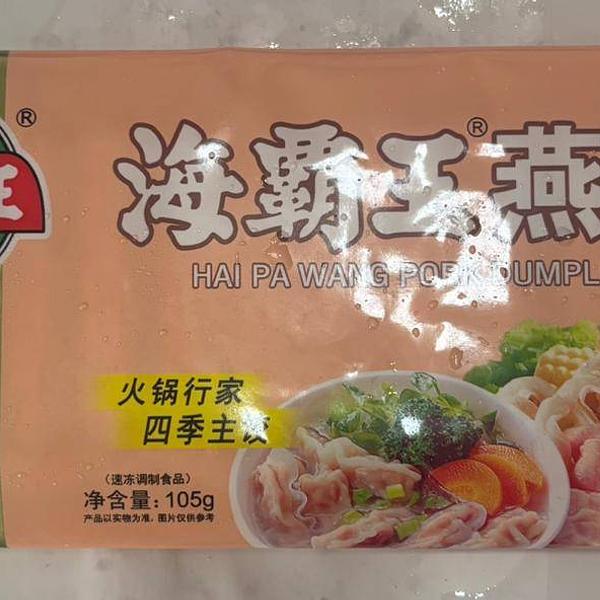 王®
海霸王®燕
HAI PA WANG PORK DUMPL
火锅行家
四季主
（速冻调制食品）
净含量: 105g
产品以实物为准，图片仅供参考